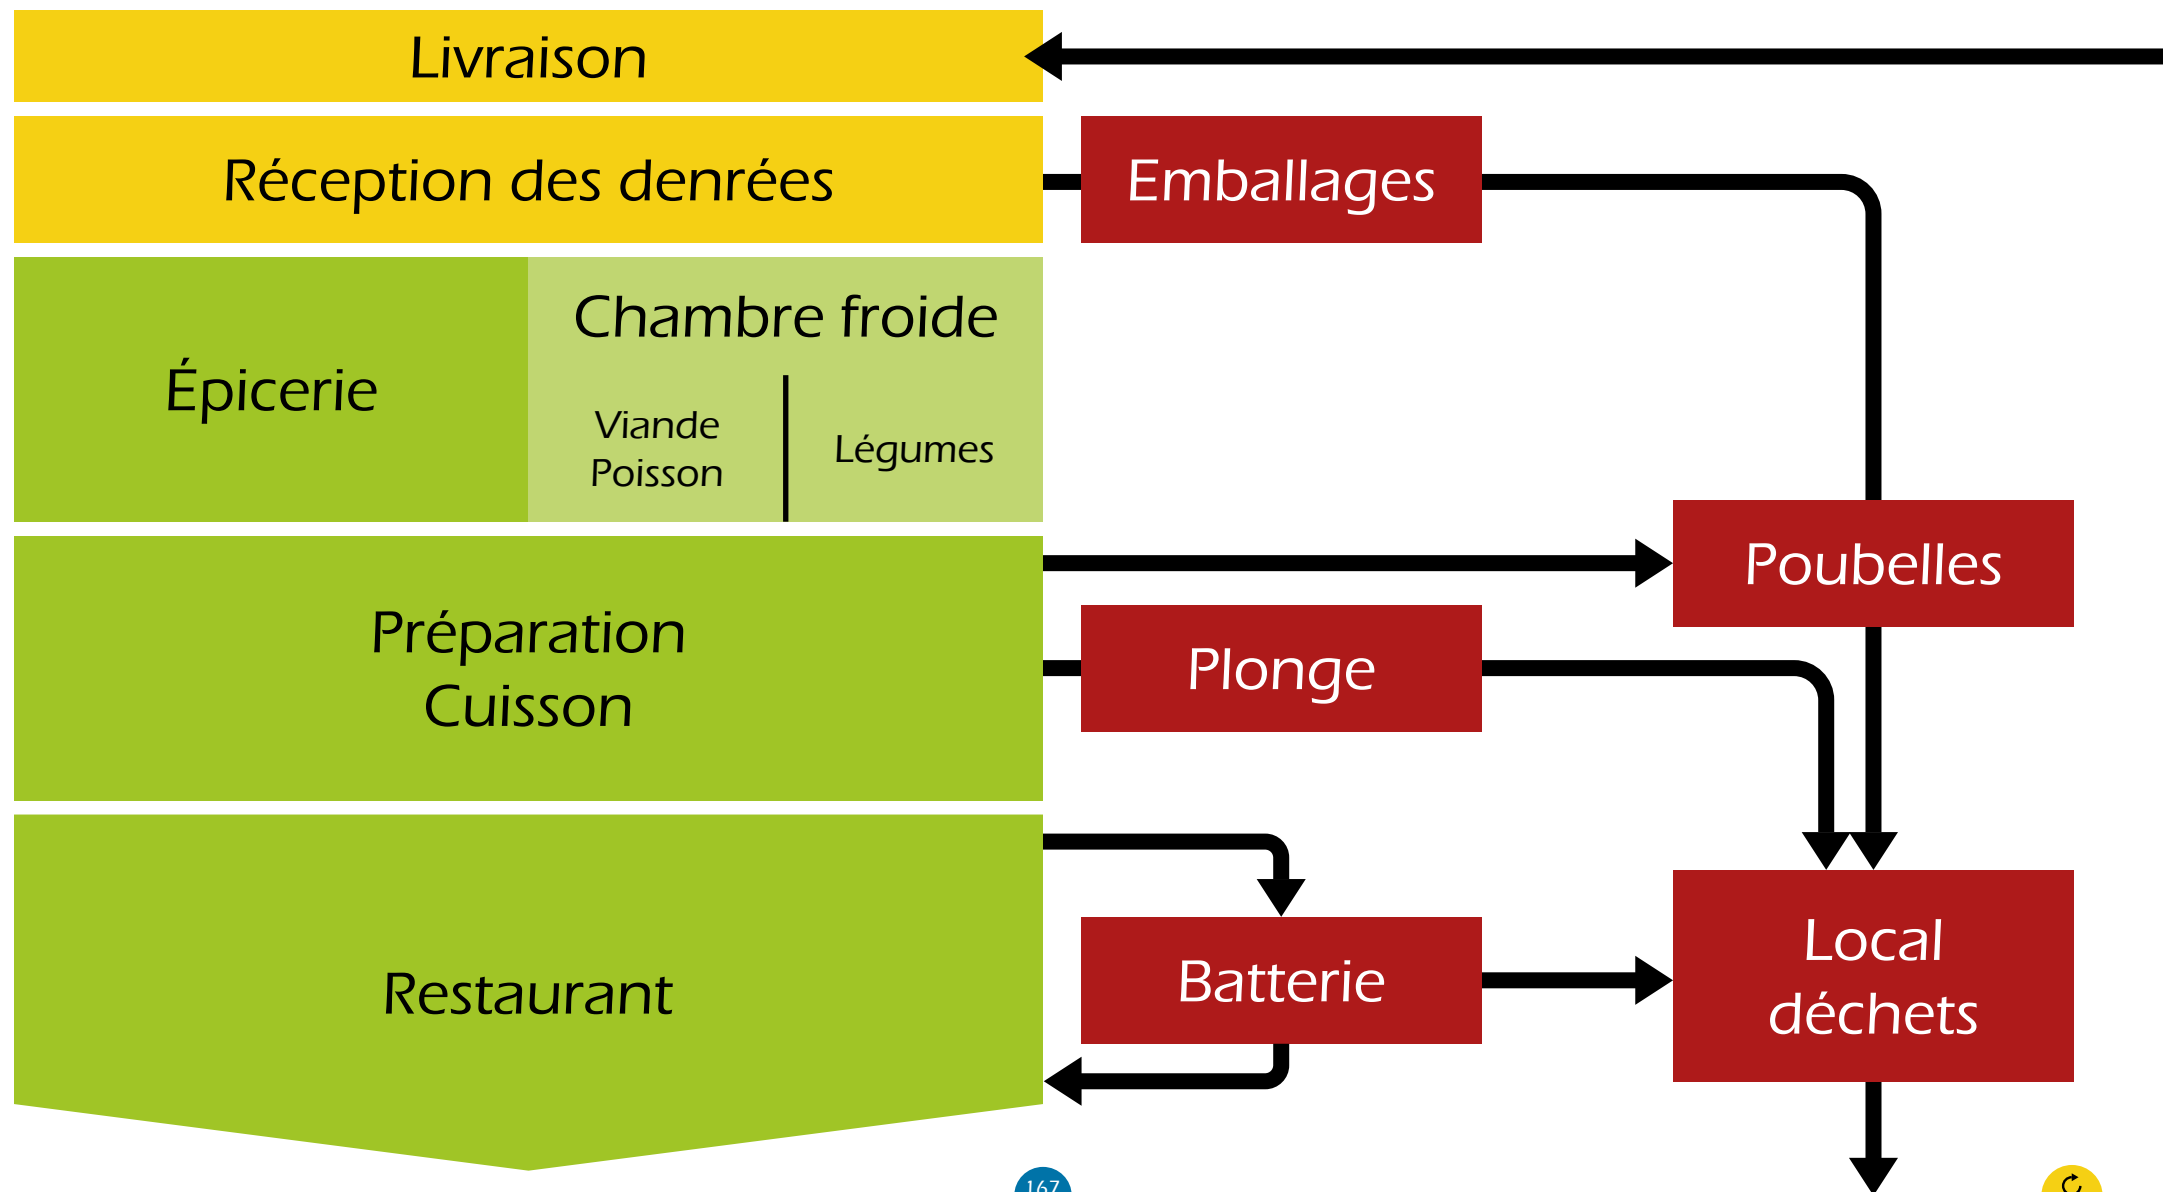 Livraison
Réception des denrées
Emballages
Épicerie
Chambre froide
Viande
Poisson
Légumes
Poubelles
Préparation
Cuisson
Plonge
Restaurant
Batterie
Local
déchets
167